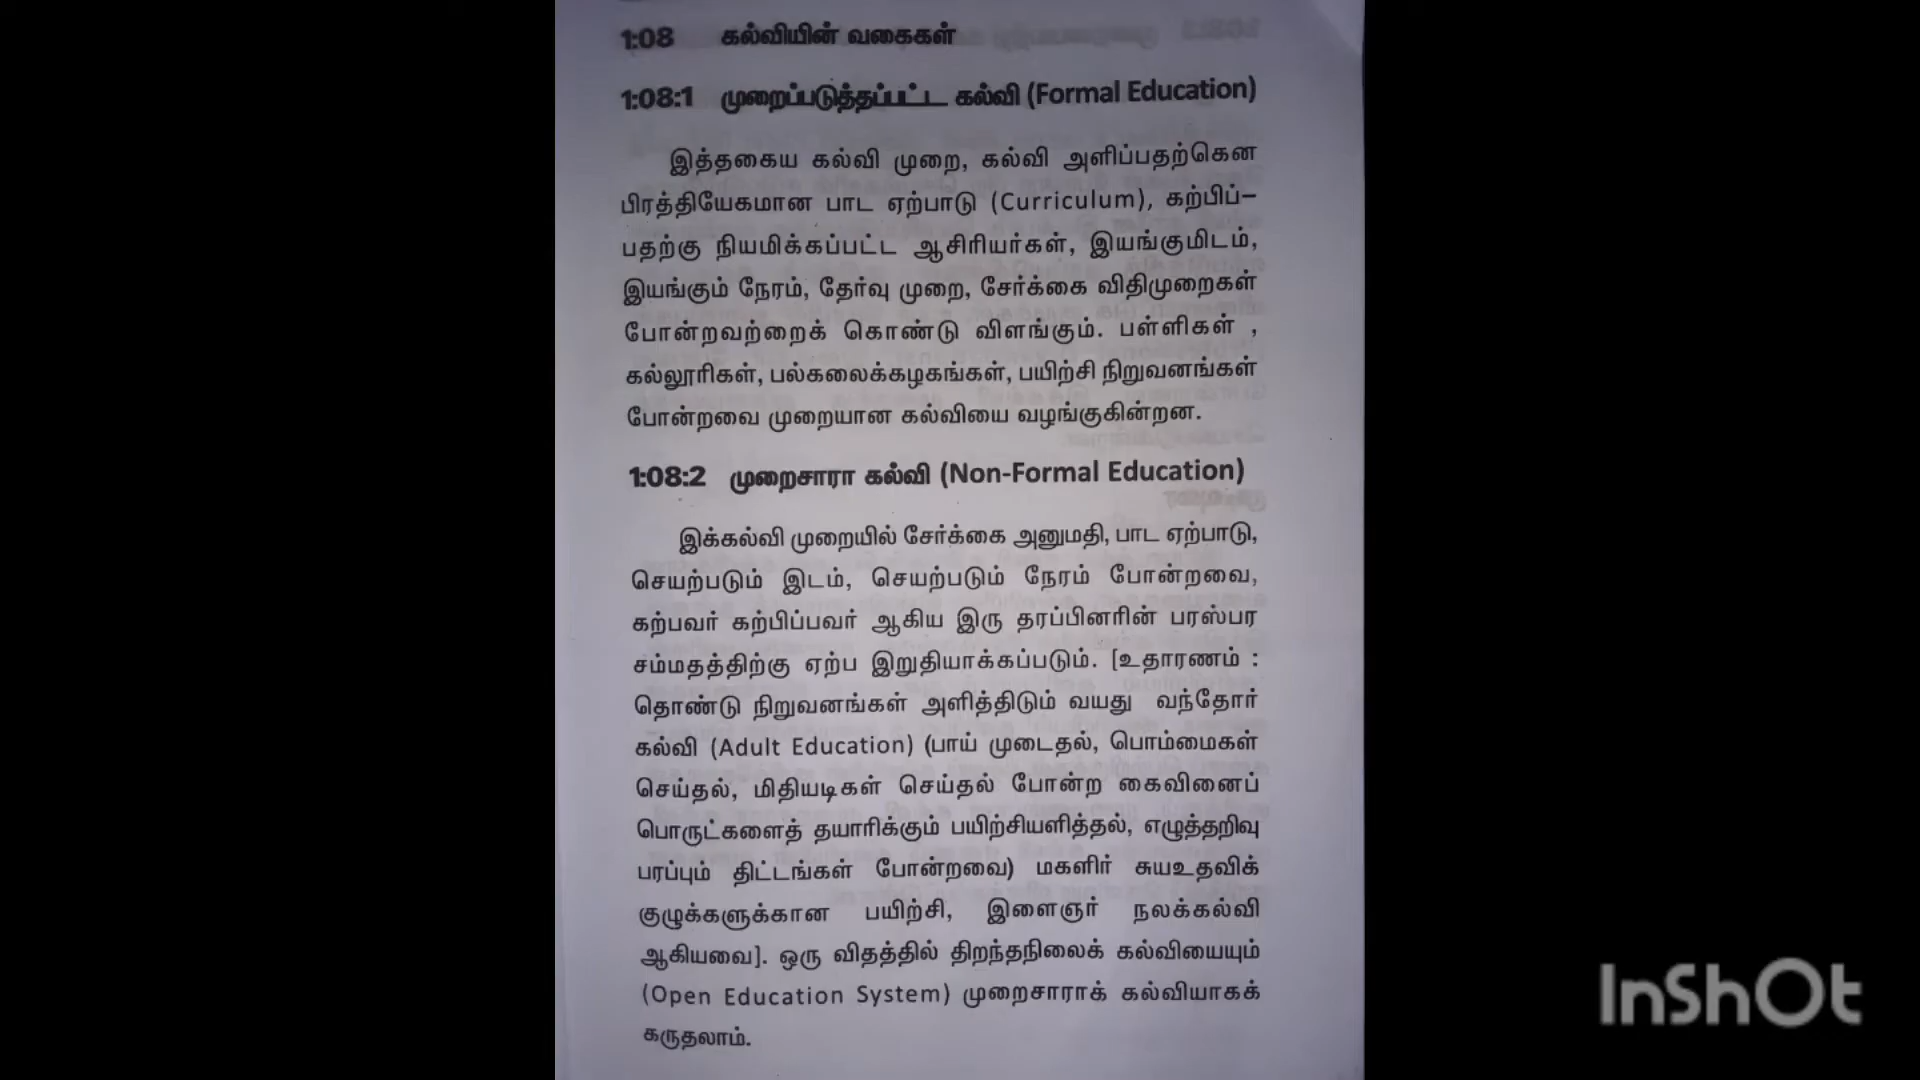 1:08 கல்வியின் வகைகள்
1:08:1 முறைப்படுத்தப்பட்ட கல்வி (Formal Education)
இத்தகைய கல்வி முறை, கல்வி அளிப்பதற்கென
பிரத்தியேகமான பாட ஏற்பாடு (Curriculum), கற்பிப்–
பதற்கு நியமிக்கப்பட்ட ஆசிரியர்கள், இயங்குமிடம்,
இயங்கும் நேரம், தேர்வு முறை, சேர்க்கை விதிமுறைகள்
போன்றவற்றைக் கொண்டு விளங்கும். பள்ளிகள் ,
கல்லூரிகள், பல்கலைக்கழகங்கள், பயிற்சி நிறுவனங்கள்
போன்றவை முறையான கல்வியை வழங்குகின்றன.
1:08:2 முறைசாரா கல்வி (Non-Formal Education)
இக்கல்வி முறையில் சேர்க்கை அனுமதி, பாட ஏற்பாடு,
செயற்படும் இடம், செயற்படும் நேரம் போன்றவை,
கற்பவர் கற்பிப்பவர் ஆகிய இரு தரப்பினரின் பரஸ்பர
சம்மதத்திற்கு ஏற்ப இறுதியாக்கப்படும். [உதாரணம் :
தொண்டு நிறுவனங்கள் அளித்திடும் வயது வந்தோர்
கல்வி (Adult Education) (பாய் முடைதல், பொம்மைகள்
செய்தல், மிதியடிகள் செய்தல் போன்ற கைவினைப்
பொருட்களைத் தயாரிக்கும் பயிற்சியளித்தல், எழுத்தறிவு
பரப்பும் திட்டங்கள் போன்றவை) மகளிர் சுயஉதவிக்
குழுக்களுக்கான பயிற்சி, இளைஞர் நலக்கல்வி
ஆகியவை]. ஒரு விதத்தில் திறந்தநிலைக் கல்வியையும்
(Open Education System) முறைசாராக் கல்வியாகக்
கருதலாம்.
InShOt